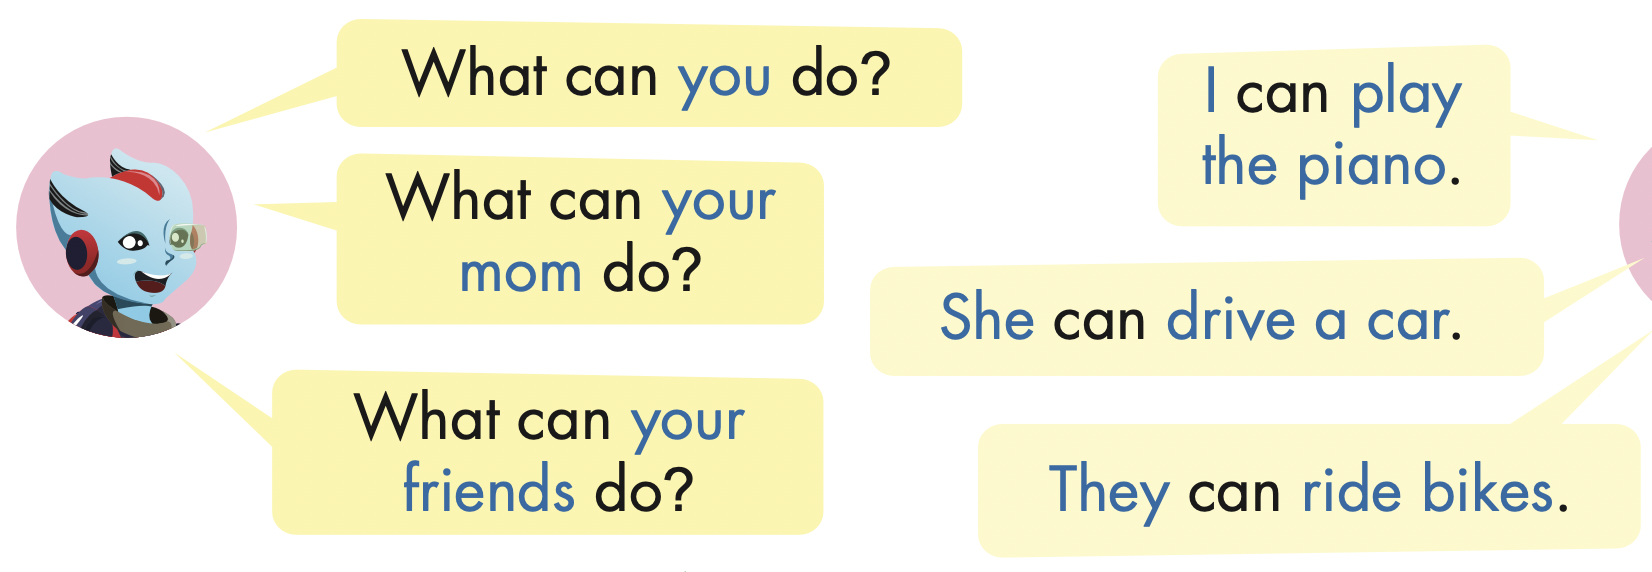 What can you do?
I can play
the piano.
What can your
mom do?
She can drive a car.
What can your
friends do?
They can ride bikes.